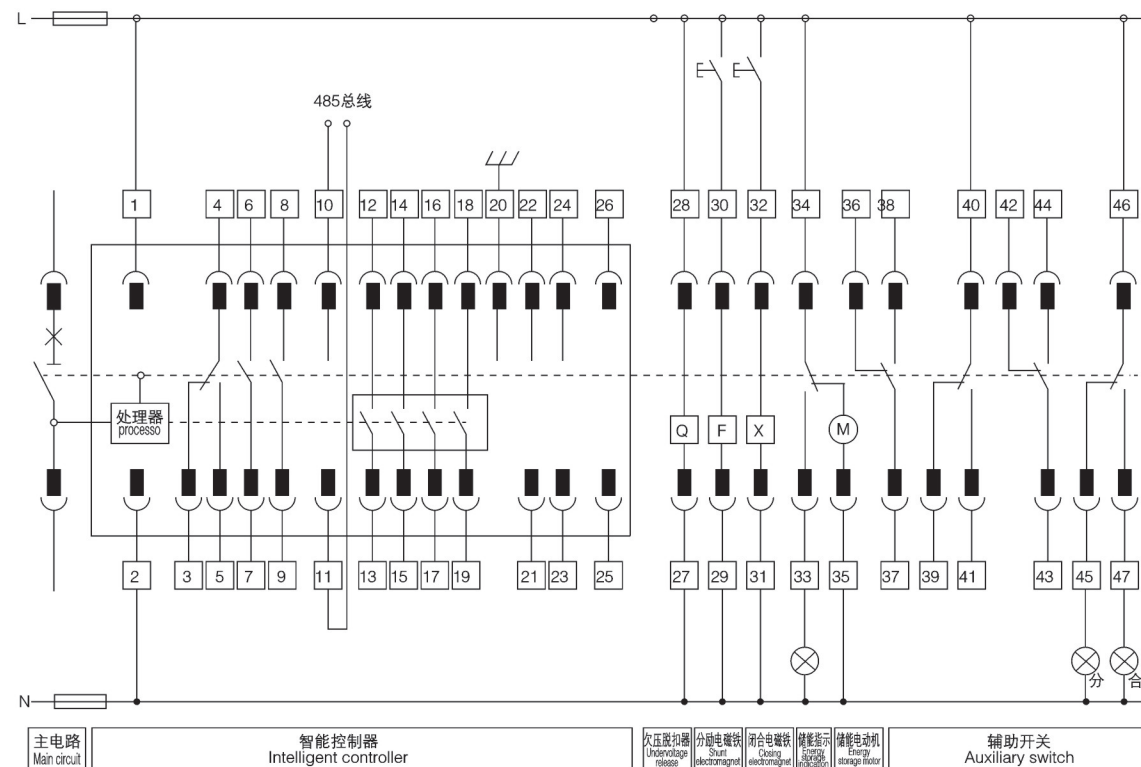 L
485总线
1 4 6 8 10 12 14 16 18 20 22 24 26 28 30 32 34 36 38 40 42 44 46
处理器
processo
Q F X M
2 3 5 7 9 11 13 15 17 19 21 23 25 27 29 31 33 35 37 39 41 43 45 47
分 合
N
主电路 智能控制器 欠压脱扣器 分励电磁铁 闭合电磁铁 储能指示 储能电动机 辅助开关
Main circuit Intelligent controller Undervoltage release Shunt electromagnet Closing electromagnet Energy storage indication Energy storage motor Auxiliary switch